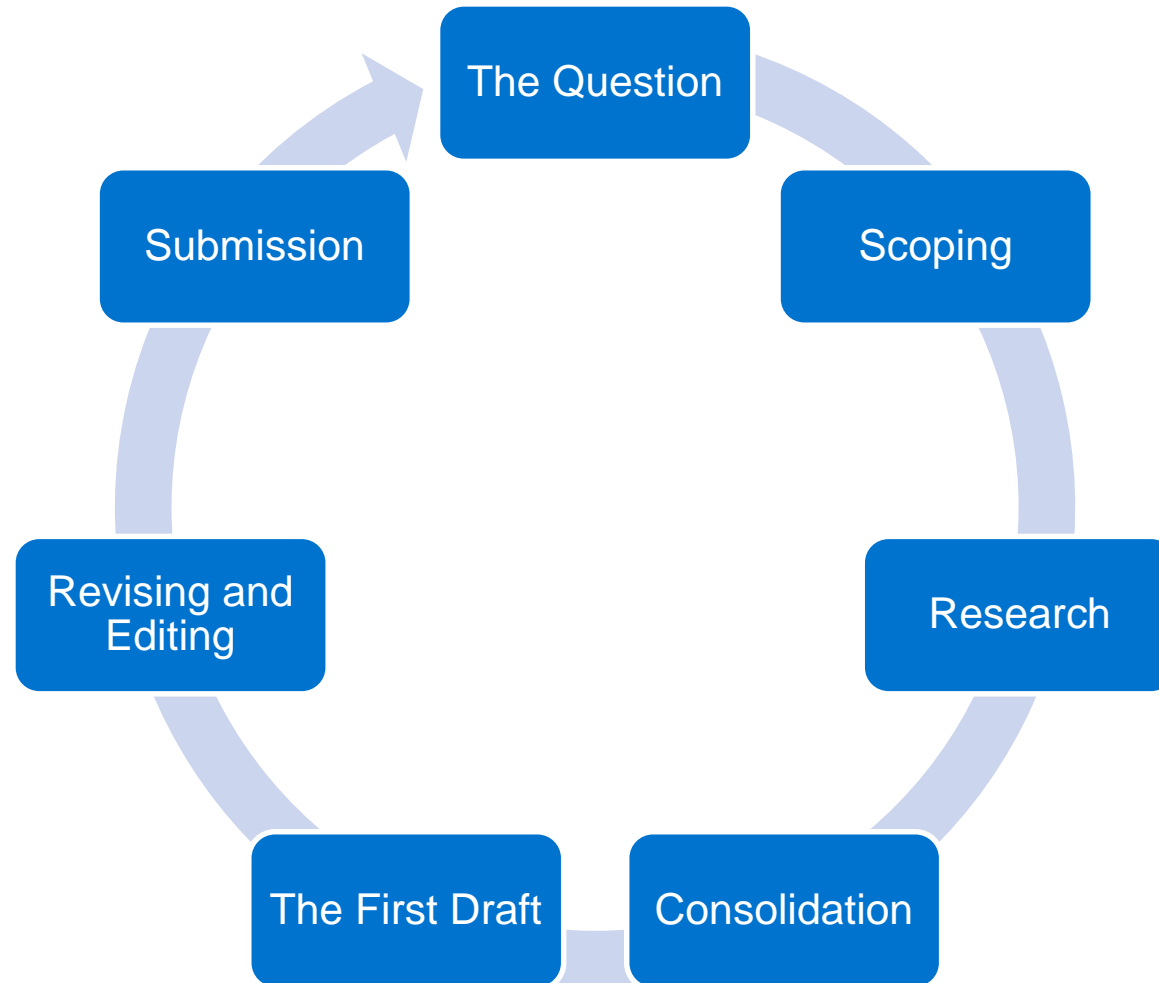 The Question
Scoping
Research
Consolidation
The First Draft
Revising and
Editing
Submission